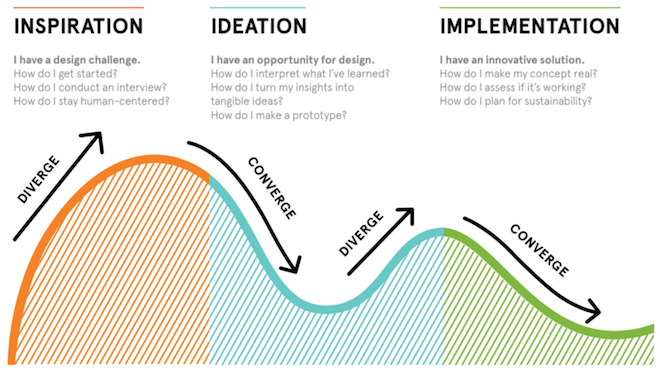 INSPIRATION
I have a design challenge.
How do I get started?
How do I conduct an interview?
How do I stay human-centered?
IDEATION
I have an opportunity for design.
How do I interpret what I've learned?
How do I turn my insights into
tangible ideas?
How do I make a prototype?
IMPLEMENTATION
I have an innovative solution.
How do I make my concept real?
How do I assess if it's working?
How do I plan for sustainability?
DIVERGE
CONVERGE
DIVERGE
CONVERGE